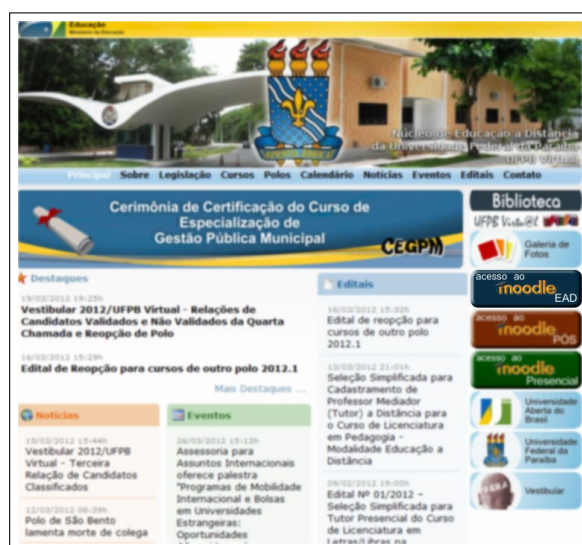 Educação
Ministério da Educação
Núcleo de Educação a Distância
da Universidade Federal da Paraíba
UFPB Virtual
Principal Sobre Legislação Cursos Polos Calendário Notícias Eventos Editais Contato
Cerimônia de Certificação do Curso de
Especialização de
Gestão Pública Municipal
CEGPM
Destaques
19/03/2012 19:25h
Vestibular 2012/UFPB Virtual - Relações de
Candidatos Validados e Não Validados da Quarta
Chamada e Reopção de Polo
16/03/2012 15:29h
Edital de Reopção para cursos de outro polo 2012.1
Mais Destaques ...
Notícias
15/03/2012 15:44h
Vestibular 2012/UFPB
Virtual - Terceira
Relação de Candidatos
Classificados
12/03/2012 08:39h
Polo de São Bento
lamenta morte de colega
Eventos
26/03/2012 15:13h
Assessoria para
Assuntos Internacionais
oferece palestra
"Programas de Mobilidade
Internacional e Bolsas
em Universidades
Estrangeiras:
Oportunidades
Editais
16/03/2012 15:32h
Edital de reopção para
cursos de outro polo
2012.1
13/03/2012 21:01h
Seleção Simplificada para
Cadastramento de
Professor Mediador
(Tutor) a Distância para
o Curso de Licenciatura
em Pedagogia -
Modalidade Educação a
Distância
09/02/2012 19:00h
Edital Nº 01/2012 –
Seleção Simplificada para
Tutor Presencial do Curso
de Licenciatura em
Letras/Libras na
Biblioteca
UFPB Virtu@l
Galeria de
Fotos
acesso ao
moodle
EAD
acesso ao
moodle
PÓS
acesso ao
moodle
Presencial
Universidade
Aberta do
Brasil
Universidade
Federal da
Paraíba
Vestibular